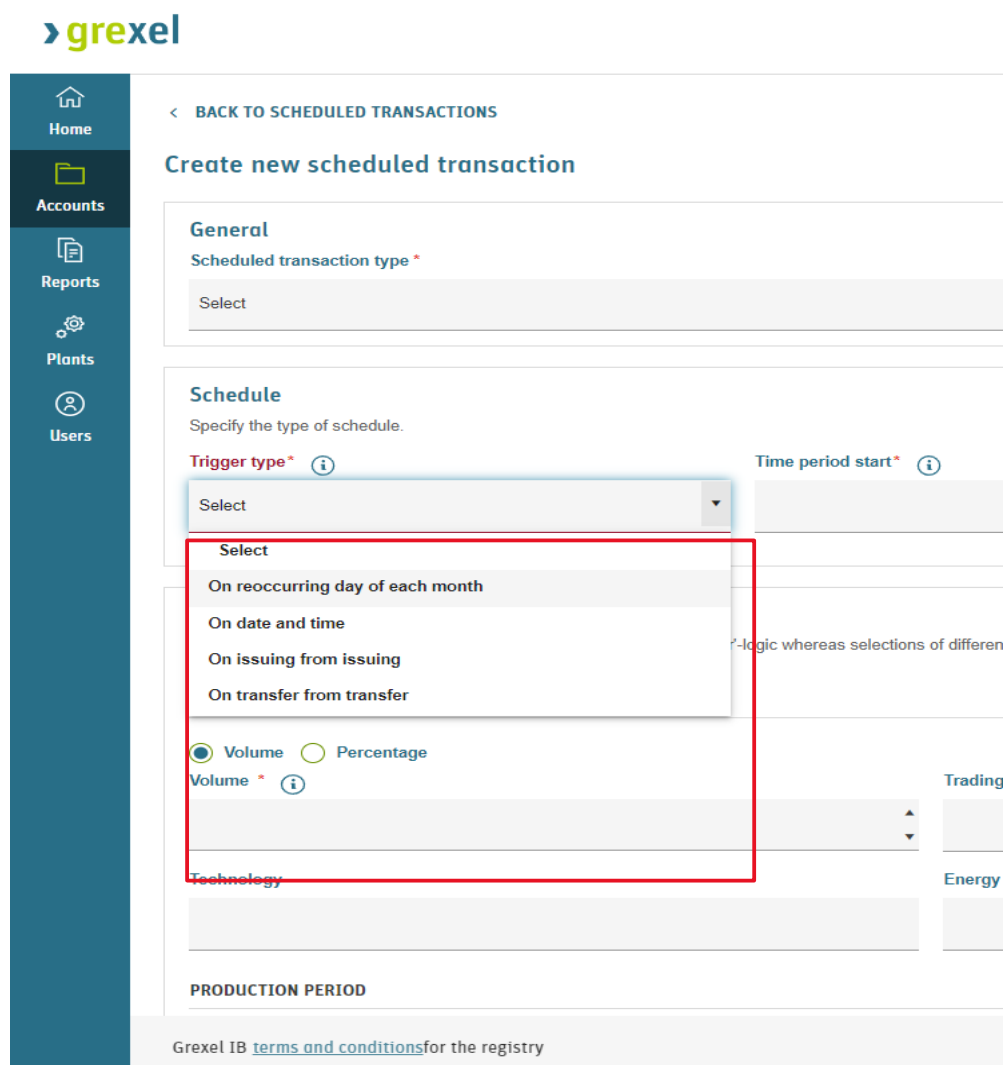 grexel
Home
Accounts
Reports
Plants
Users
< BACK TO SCHEDULED TRANSACTIONS
Create new scheduled transaction
General
Scheduled transaction type *
Select
Schedule
Specify the type of schedule.
Trigger type* Time period start*
Select
Select
On reoccurring day of each month
On date and time
On issuing from issuing
On transfer from transfer
r'-logic whereas selections of differen
Volume Percentage
Volume * Trading
Technology Energy
PRODUCTION PERIOD
Grexel IB terms and conditionsfor the registry